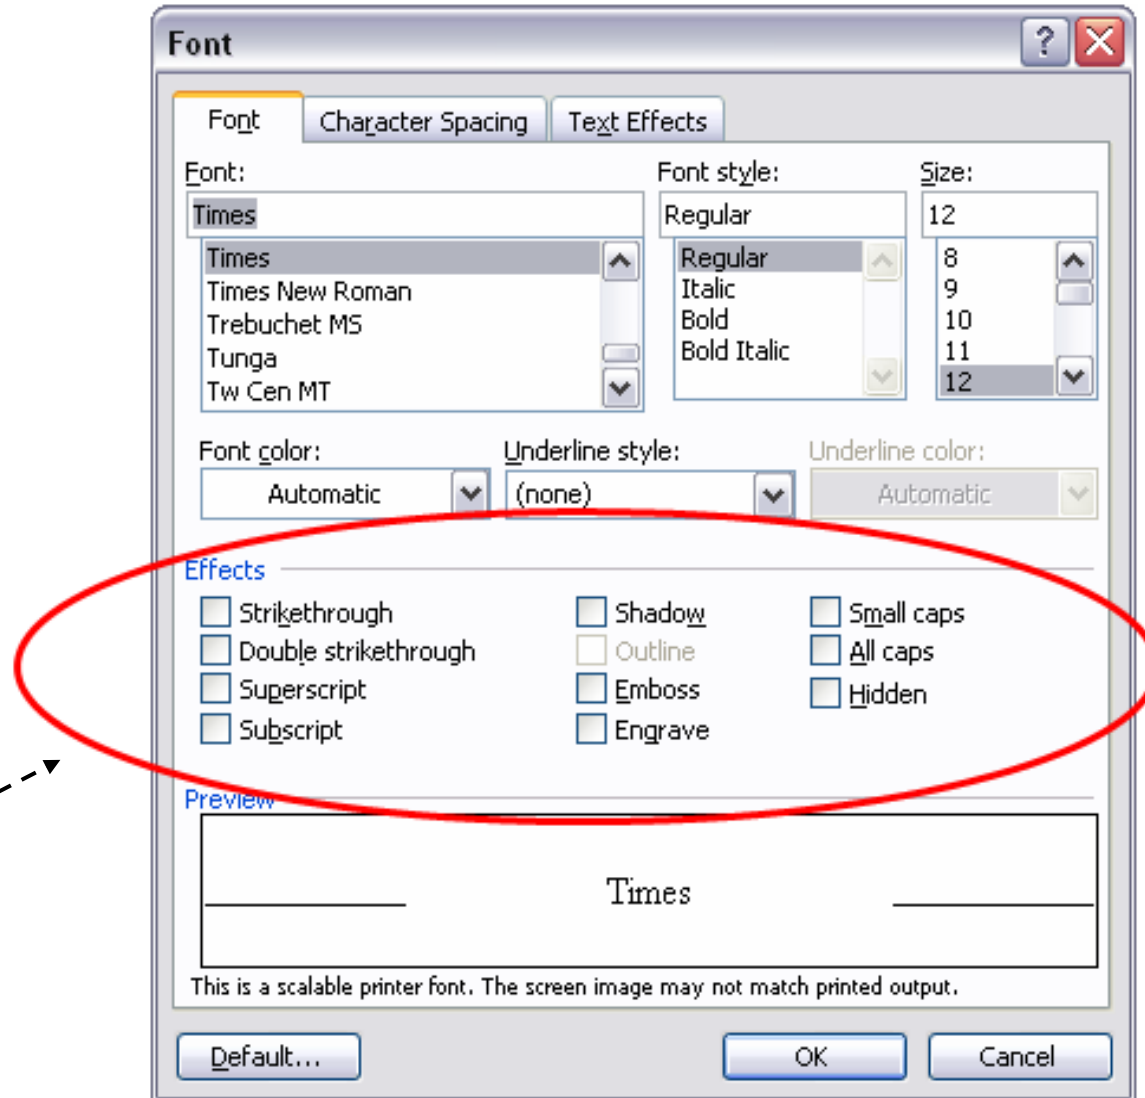 Font
?
Font Character Spacing Text Effects
Font: Font style: Size:
Times Regular 12
Times Regular 8
Times New Roman Italic 9
Trebuchet MS Bold 10
Tunga Bold Italic 11
Tw Cen MT 12
Font color: Underline style: Underline color:
Automatic (none) Automatic
Effects
Strikethrough Shadow Small caps
Double strikethrough Outline All caps
Superscript Emboss Hidden
Subscript Engrave
Preview
Times
This is a scalable printer font. The screen image may not match printed output.
Default... OK Cancel